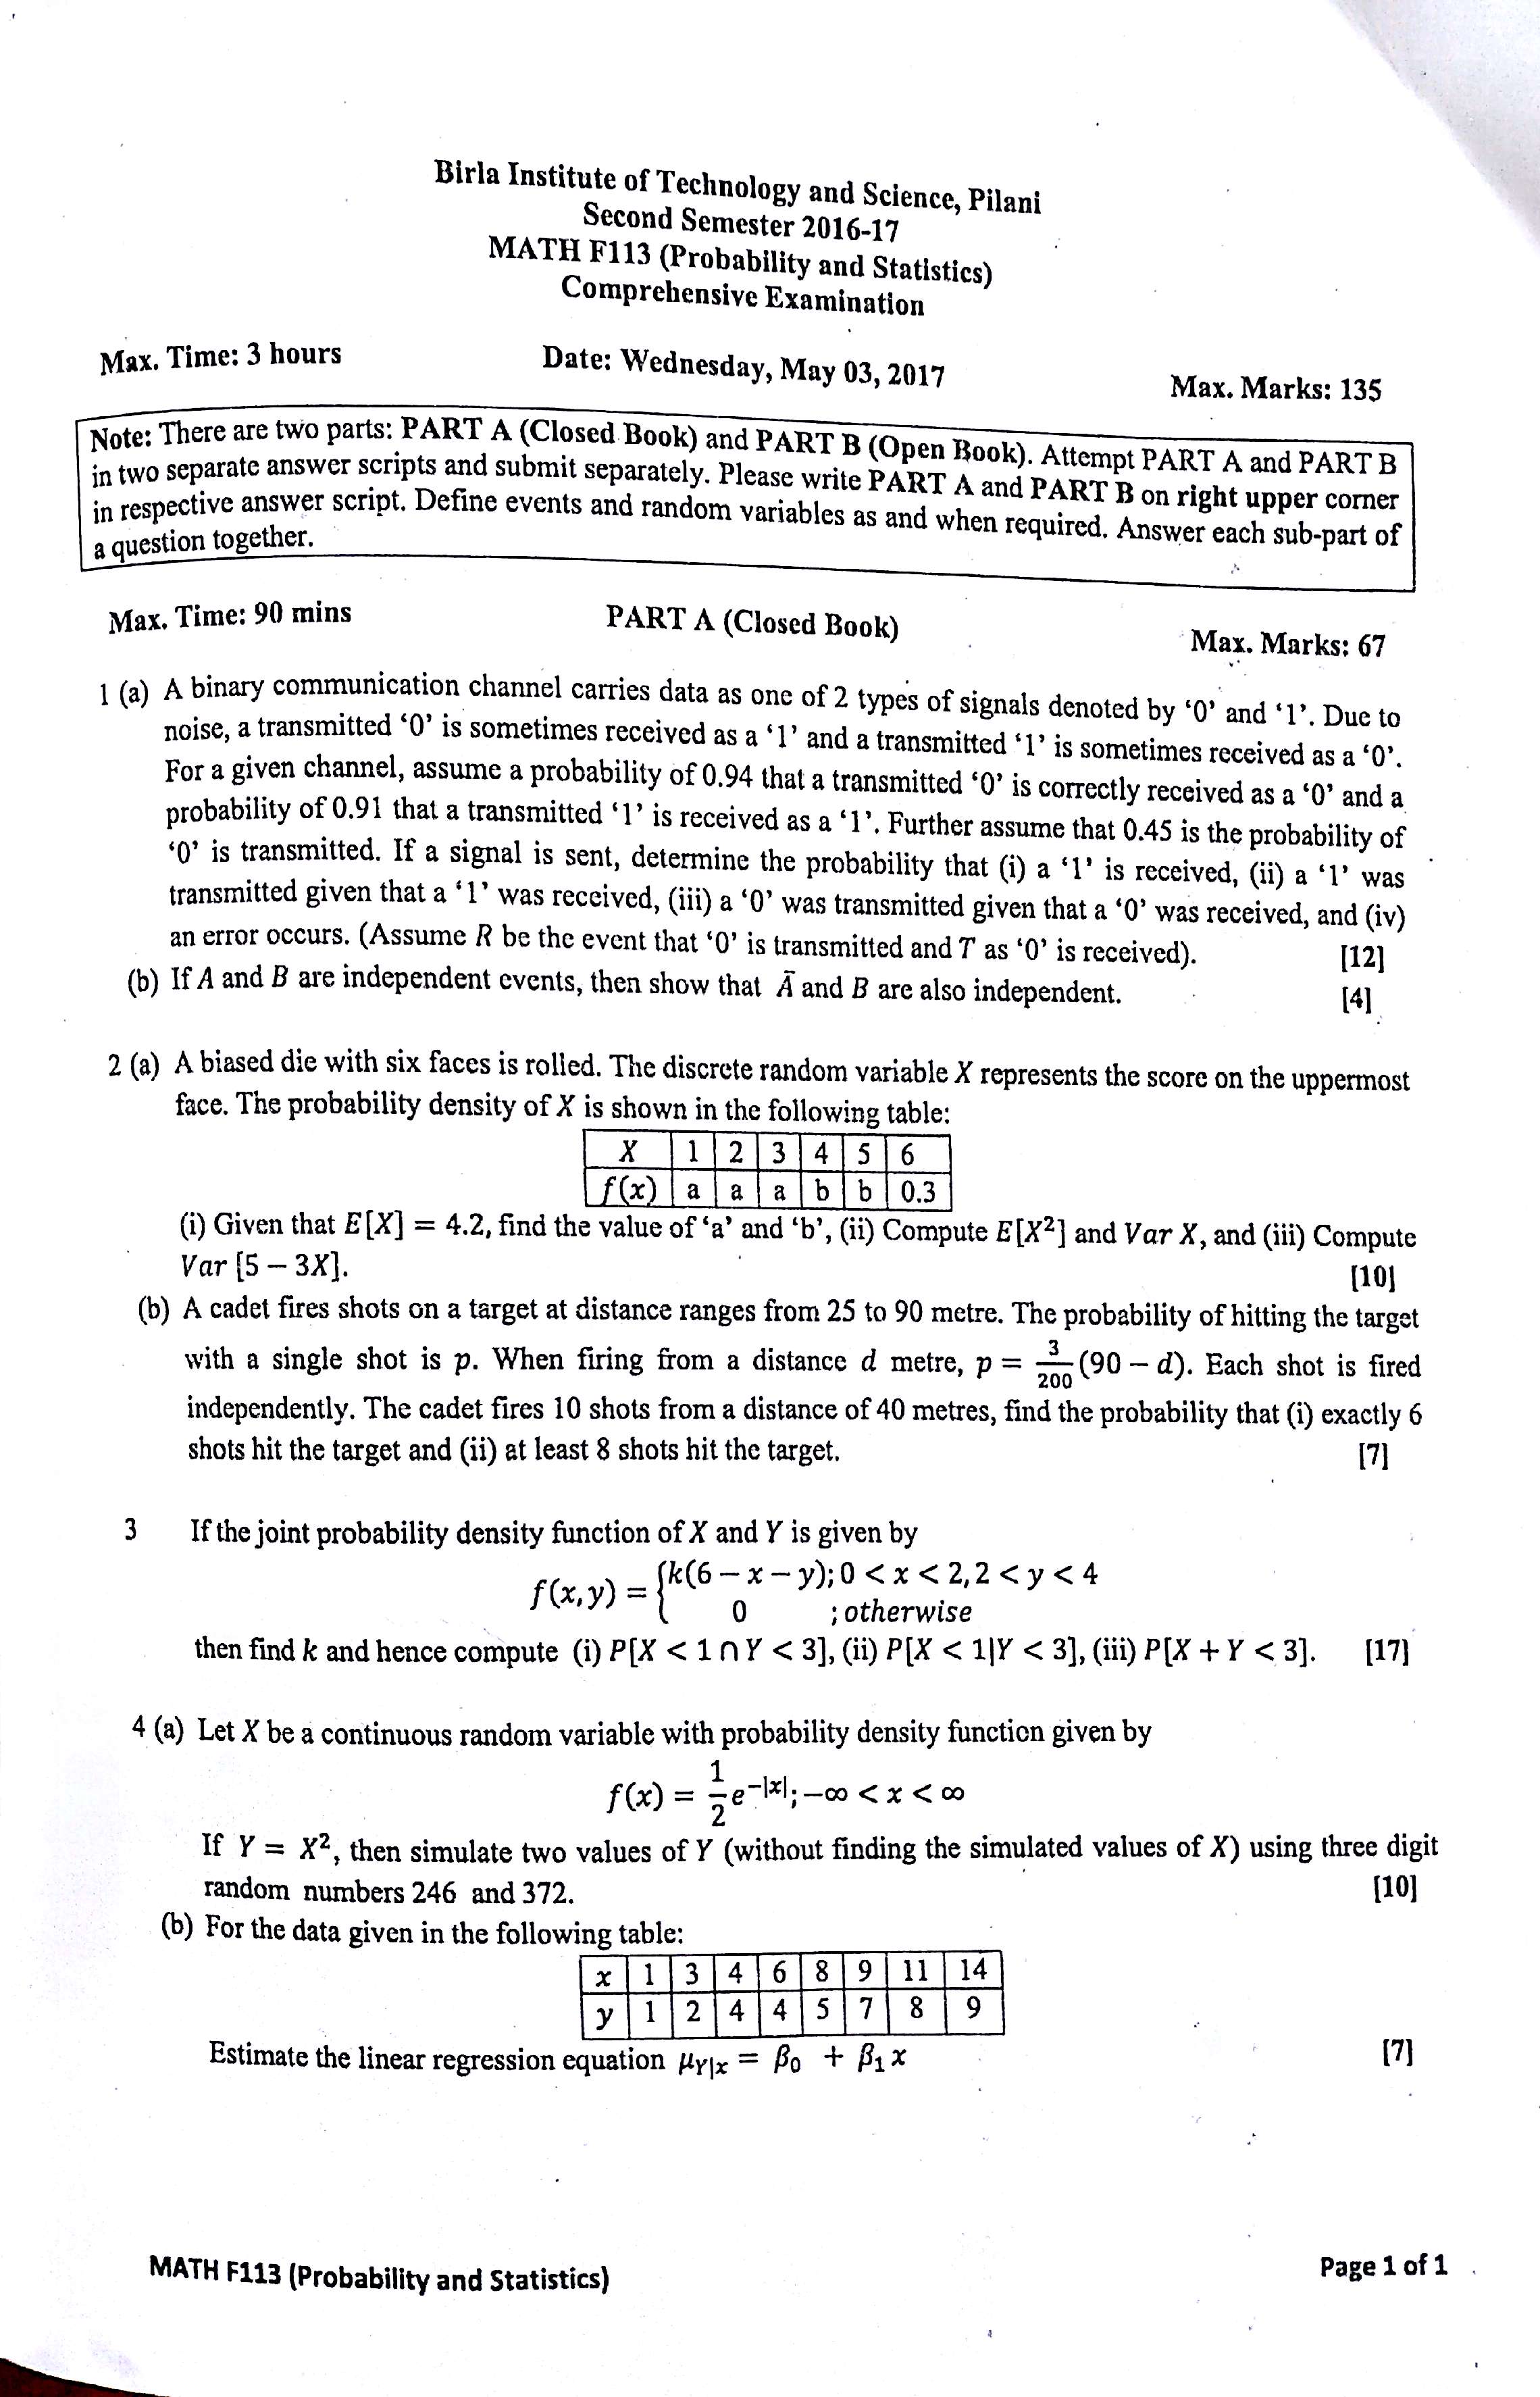 Birla Institute of Technology and Science, Pilani
Second Semester 2016-17
MATH F113 (Probability and Statistics)
Comprehensive Examination
Max. Time: 3 hours Date: Wednesday, May 03, 2017 Max. Marks: 135
Note: There are two parts: PART A (Closed Book) and PART B (Open Book). Attempt PART A and PART B
in two separate answer scripts and submit separately. Please write PART A and PART B on right upper corner
in respective answer script. Define events and random variables as and when required. Answer each sub-part of
a question together.
Max. Time: 90 mins PART A (Closed Book) Max. Marks: 67
1 (a) A binary communication channel carries data as one of 2 types of signals denoted by ‘0’ and ‘1’. Due to
noise, a transmitted ‘0’ is sometimes received as a ‘1’ and a transmitted ‘1’ is sometimes received as a ‘0’.
For a given channel, assume a probability of 0.94 that a transmitted ‘0’ is correctly received as a ‘0’ and a
probability of 0.91 that a transmitted ‘1’ is received as a ‘1’. Further assume that 0.45 is the probability of
‘0’ is transmitted. If a signal is sent, determine the probability that (i) a ‘1’ is received, (ii) a ‘1’ was
transmitted given that a ‘1’ was received, (iii) a ‘0’ was transmitted given that a ‘0’ was received, and (iv)
an error occurs. (Assume R be the event that ‘0’ is transmitted and T as ‘0’ is received). [12]
(b) If A and B are independent events, then show that Ā and B are also independent. [4]
2 (a) A biased die with six faces is rolled. The discrete random variable X represents the score on the uppermost
face. The probability density of X is shown in the following table:
X 1 2 3 4 5 6
f(x) a a a b b 0.3
(i) Given that E[X] = 4.2, find the value of ‘a’ and ‘b’, (ii) Compute E[X²] and Var X, and (iii) Compute
Var [5 − 3X]. [10]
(b) A cadet fires shots on a target at distance ranges from 25 to 90 metre. The probability of hitting the target
with a single shot is p. When firing from a distance d metre, p = 3/200 (90 − d). Each shot is fired
independently. The cadet fires 10 shots from a distance of 40 metres, find the probability that (i) exactly 6
shots hit the target and (ii) at least 8 shots hit the target. [7]
3 If the joint probability density function of X and Y is given by
f(x,y) = {k(6 − x − y); 0 < x < 2, 2 < y < 4
0 ; otherwise
then find k and hence compute (i) P[X < 1 ∩ Y < 3], (ii) P[X < 1|Y < 3], (iii) P[X + Y < 3]. [17]
4 (a) Let X be a continuous random variable with probability density function given by
f(x) = 1/2 e^−|x|; −∞ < x < ∞
If Y = X², then simulate two values of Y (without finding the simulated values of X) using three digit
random numbers 246 and 372. [10]
(b) For the data given in the following table:
x 1 3 4 6 8 9 11 14
y 1 2 4 4 5 7 8 9
Estimate the linear regression equation μY|x = β₀ + β₁x [7]
MATH F113 (Probability and Statistics) Page 1 of 1